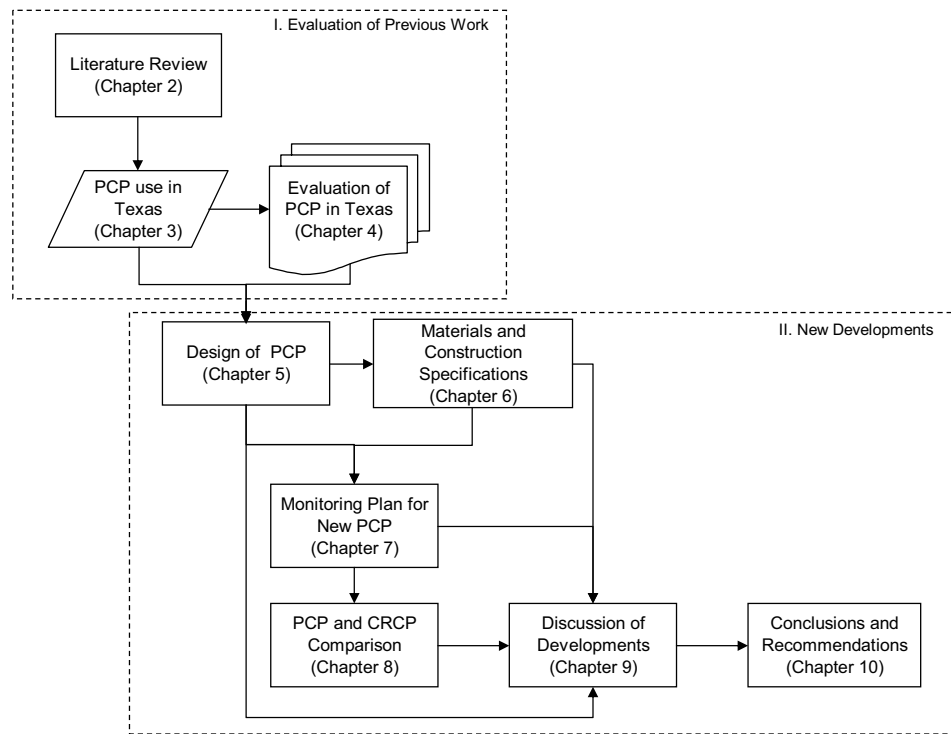 I. Evaluation of Previous Work
Literature Review
(Chapter 2)
PCP use in
Texas
(Chapter 3)
Evaluation of
PCP in Texas
(Chapter 4)
II. New Developments
Design of PCP
(Chapter 5)
Materials and
Construction
Specifications
(Chapter 6)
Monitoring Plan for
New PCP
(Chapter 7)
PCP and CRCP
Comparison
(Chapter 8)
Discussion of
Developments
(Chapter 9)
Conclusions and
Recommendations
(Chapter 10)